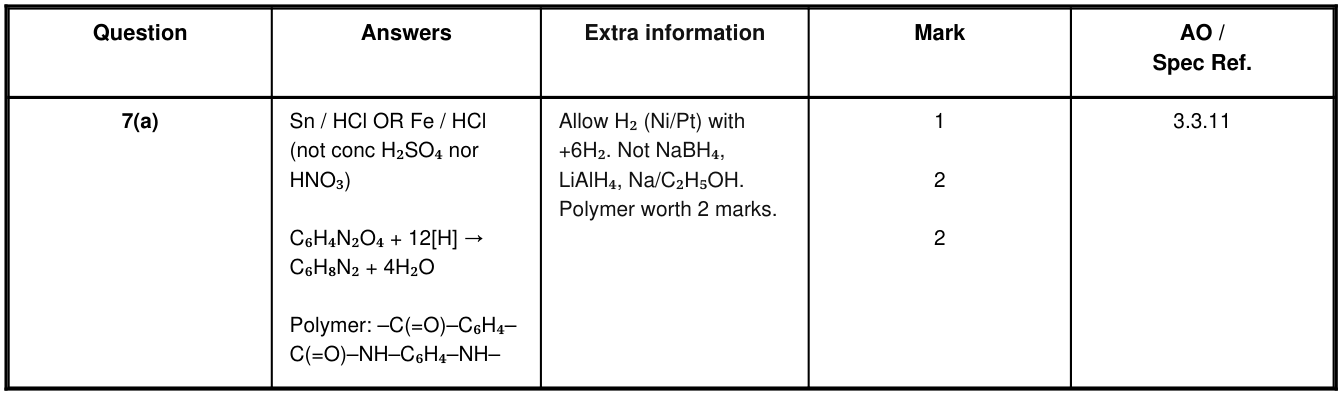 Question
Answers
Extra information
Mark
AO /
Spec Ref.
7(a)
Sn / HCl OR Fe / HCl
(not conc H₂SO₄ nor
HNO₃)
C₆H₄N₂O₄ + 12[H] →
C₆H₈N₂ + 4H₂O
Polymer: –C(=O)–C₆H₄–
C(=O)–NH–C₆H₄–NH–
Allow H₂ (Ni/Pt) with
+6H₂. Not NaBH₄,
LiAlH₄, Na/C₂H₅OH.
Polymer worth 2 marks.
1
2
2
3.3.11